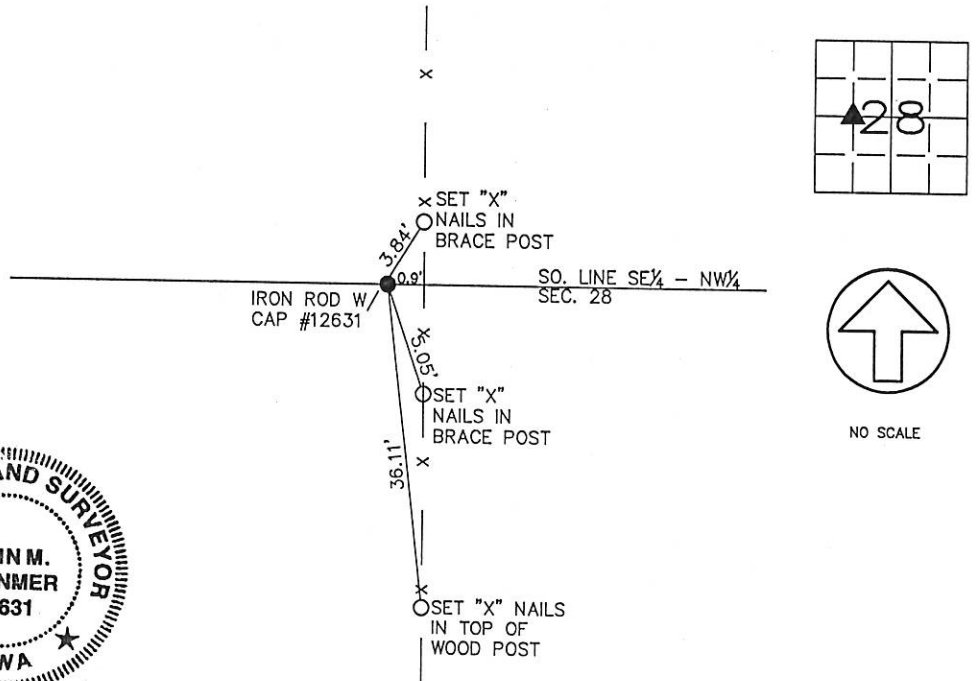 28
SET "X"
NAILS IN
BRACE POST
3.84'
0.9'
SO. LINE SE¼ - NW¼
SEC. 28
IRON ROD W/
CAP #12631
5.05'
SET "X"
NAILS IN
BRACE POST
NO SCALE
36.11'
SET "X" NAILS
IN TOP OF
WOOD POST
AND SURVEYOR
IN M.
NMER
631
WA